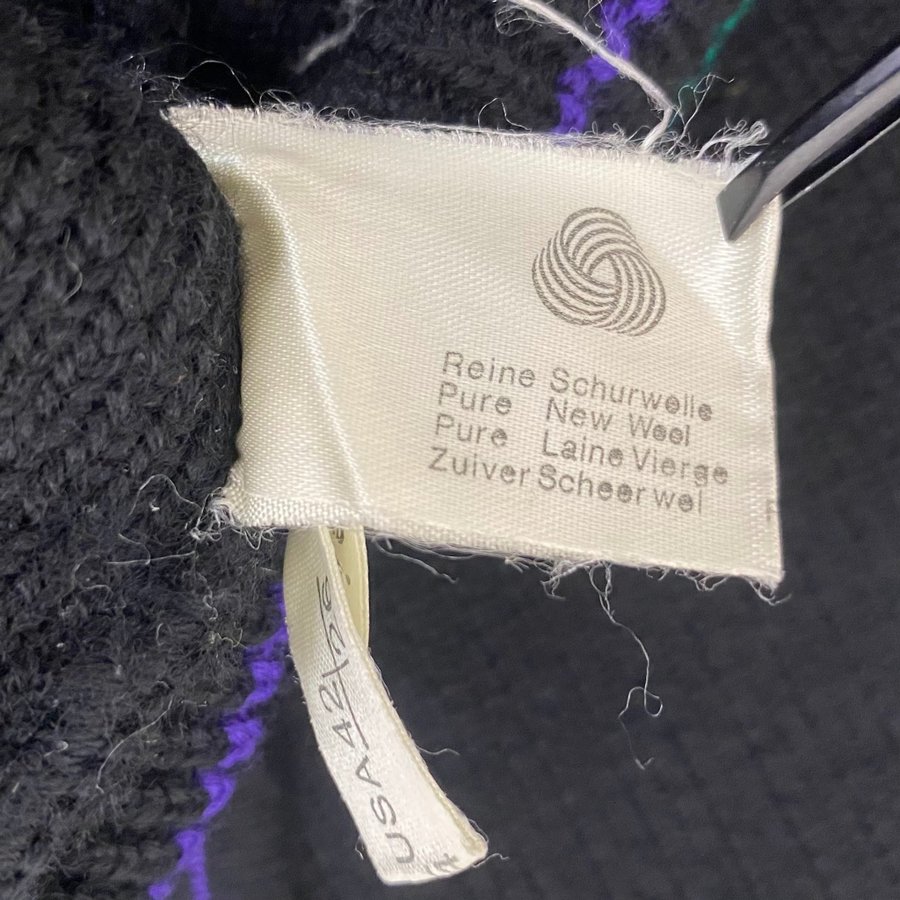 Reine Schurwolle
Pure New Wool
Pure Laine Vierge
Zuiver Scheerwol
USA 42\